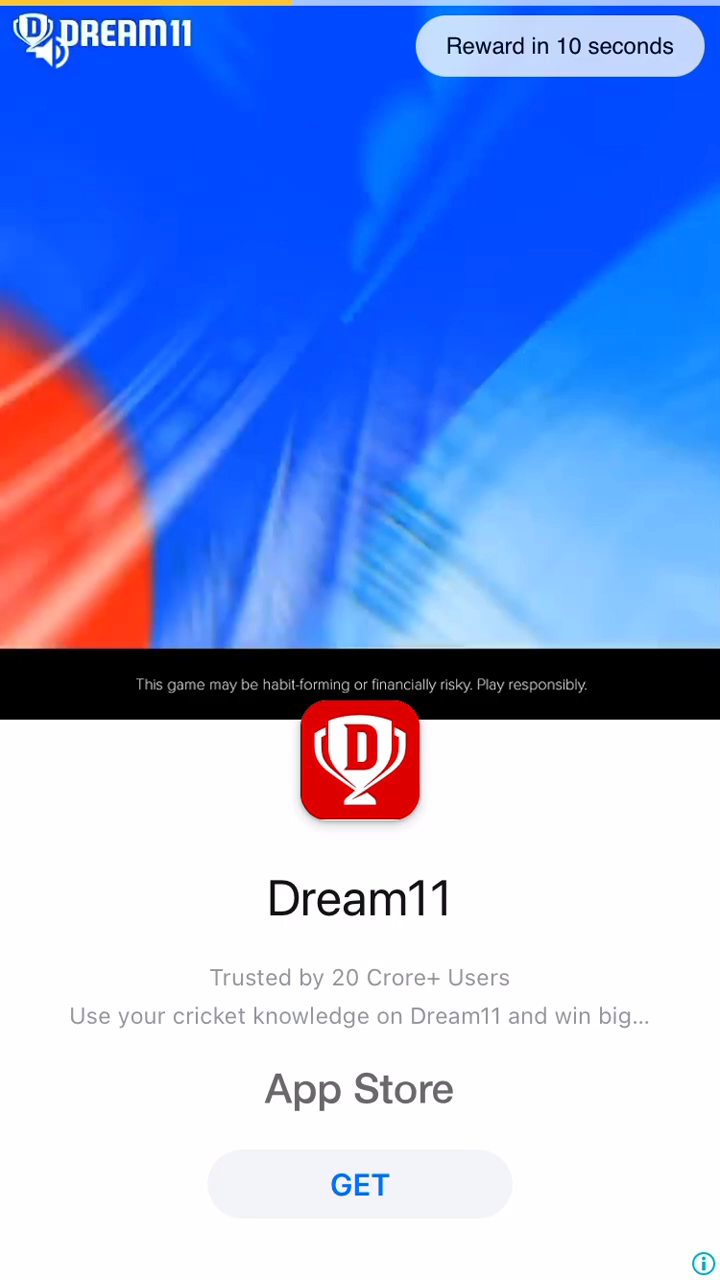 DREAM11
Reward in 10 seconds
This game may be habit-forming or financially risky. Play responsibly.
D
Dream11
Trusted by 20 Crore+ Users
Use your cricket knowledge on Dream11 and win big...
App Store
GET